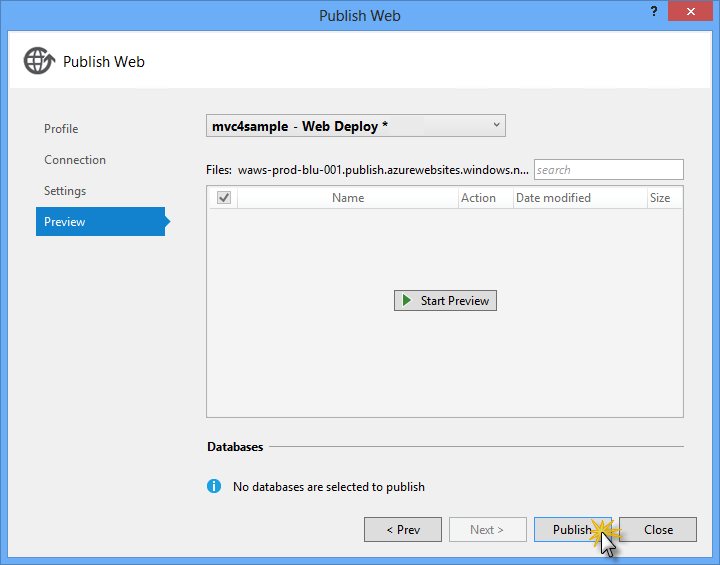 Publish Web
?
Publish Web
Profile
Connection
Settings
Preview
mvc4sample - Web Deploy *
Files: waws-prod-blu-001.publish.azurewebsites.windows.n... search
Name Action Date modified Size
Start Preview
Databases
i No databases are selected to publish
< Prev Next > Publish Close